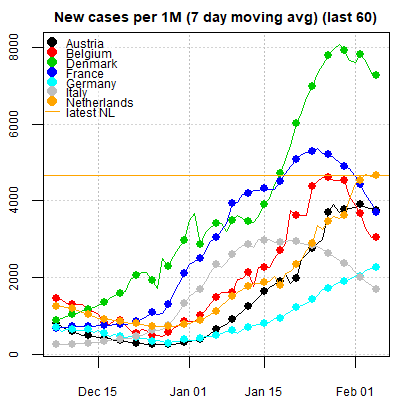 New cases per 1M (7 day moving avg) (last 60)
Austria
Belgium
Denmark
France
Germany
Italy
Netherlands
latest NL
8000
6000
4000
2000
0
Dec 15
Jan 01
Jan 15
Feb 01